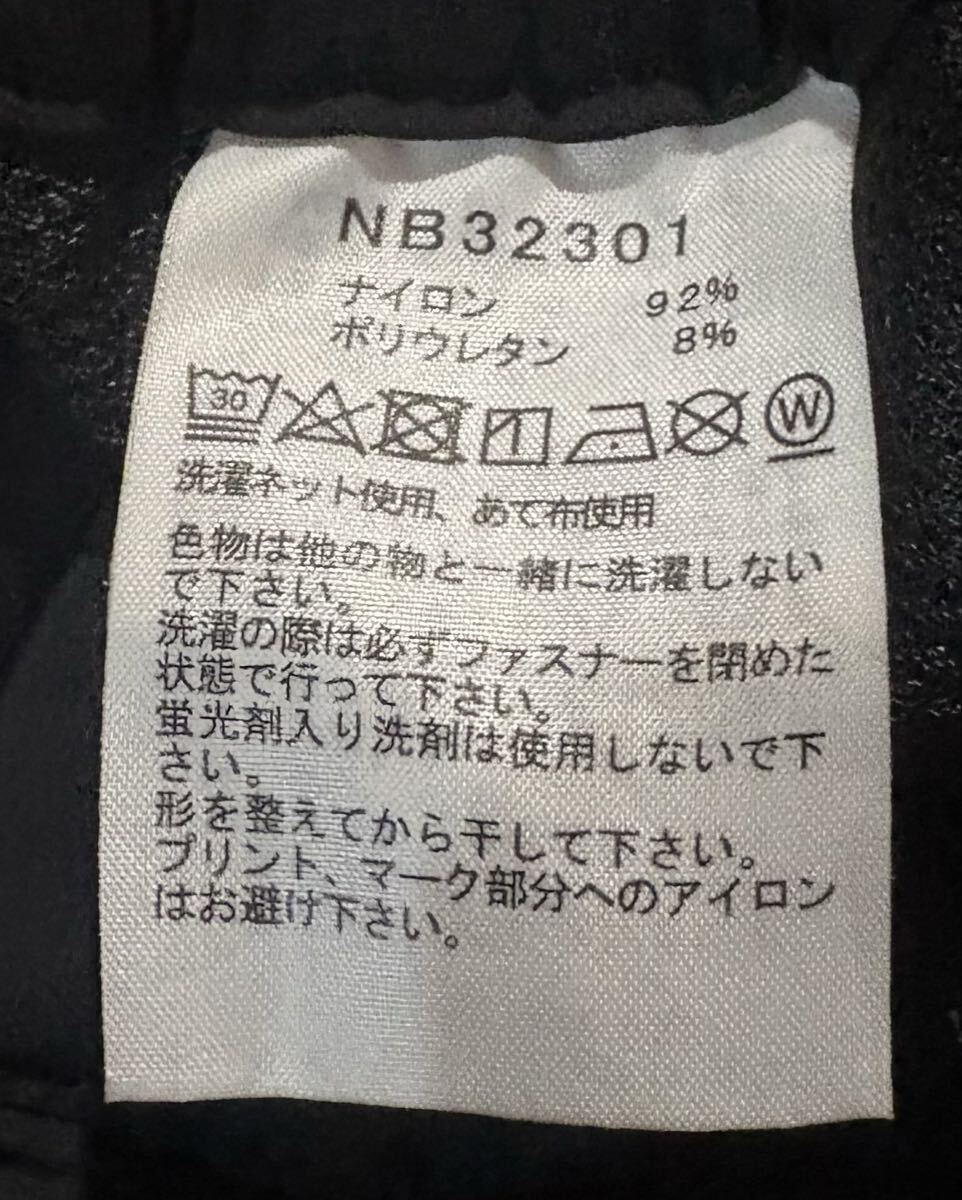 NB32301
ナイロン 92%
ポリウレタン 8%
30 W
洗濯ネット使用、あて布使用
色物は他の物と一緒に洗濯しない
で下さい。
洗濯の際は必ずファスナーを閉めた
状態で行って下さい。
蛍光剤入り洗剤は使用しないで下
さい。
形を整えてから干して下さい。
プリント、マーク部分へのアイロン
はお避け下さい。